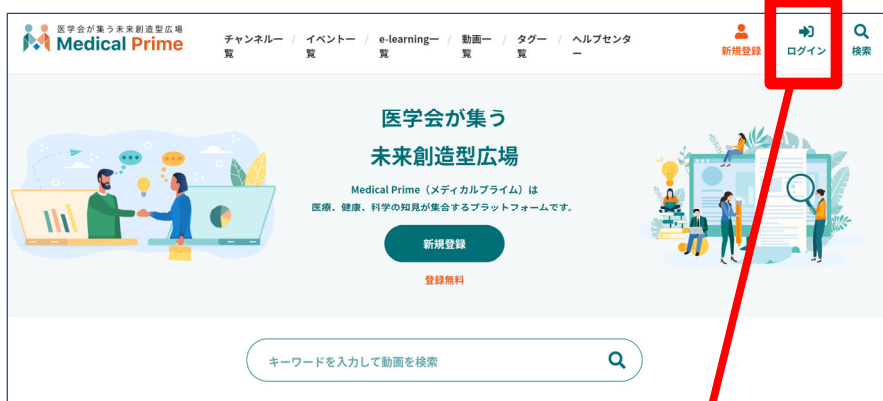 医学会が集う未来創造型広場
Medical Prime
チャンネル一覧 / イベント一覧 / e-learning一覧 / 動画一覧 / タグ一覧 / ヘルプセンター
新規登録
ログイン
検索
医学会が集う
未来創造型広場
Medical Prime（メディカルプライム）は
医療、健康、科学の知見が集合するプラットフォームです。
新規登録
登録無料
キーワードを入力して動画を検索